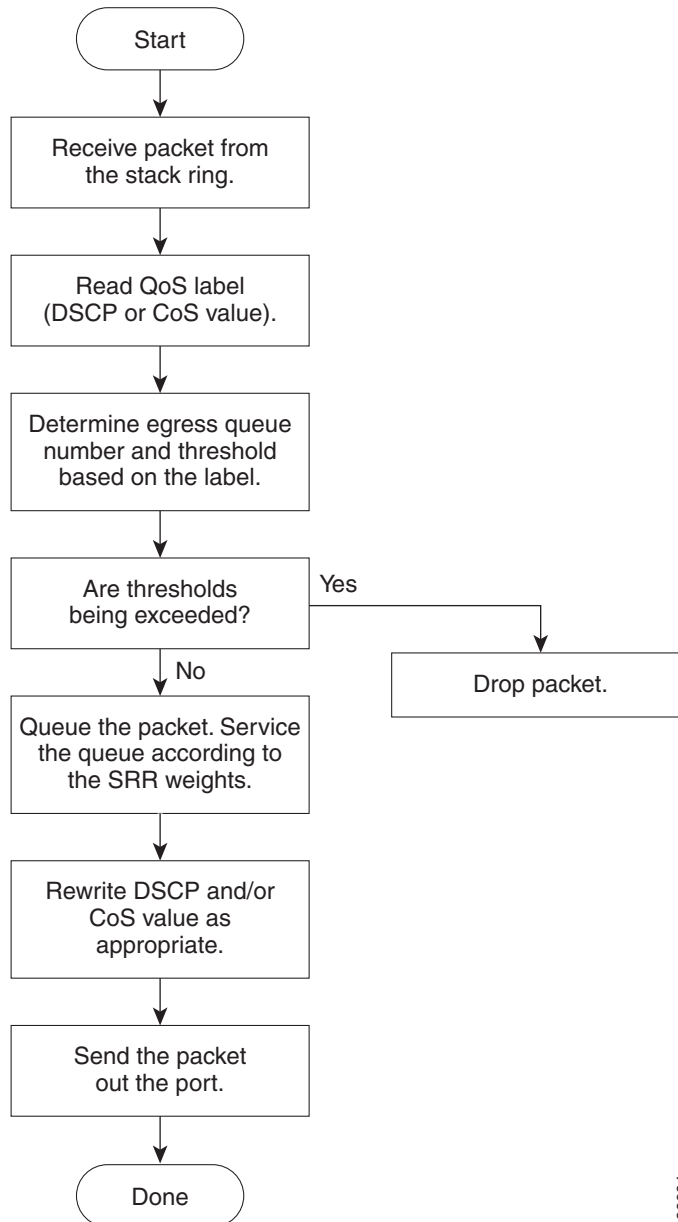 Start
Receive packet from
the stack ring.
Read QoS label
(DSCP or CoS value).
Determine egress queue
number and threshold
based on the label.
Are thresholds
being exceeded?
Yes
No
Drop packet.
Queue the packet. Service
the queue according to
the SRR weights.
Rewrite DSCP and/or
CoS value as
appropriate.
Send the packet
out the port.
Done